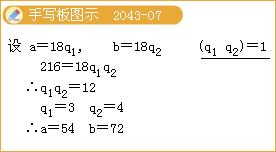 手写板图示 2043-07
设 a=18q₁, b=18q₂ (q₁ q₂)=1
216=18q₁q₂
∴q₁q₂=12
q₁=3 q₂=4
∴a=54 b=72